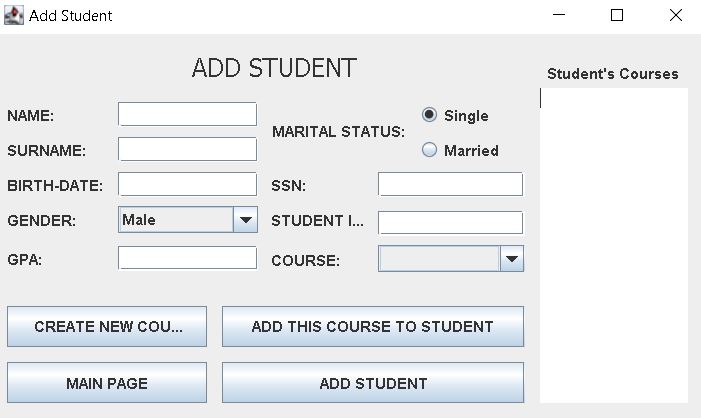 Add Student
ADD STUDENT
Student's Courses
NAME:
MARITAL STATUS:
Single
SURNAME:
Married
BIRTH-DATE:
SSN:
GENDER:
Male
STUDENT I...
GPA:
COURSE:
CREATE NEW COU...
ADD THIS COURSE TO STUDENT
MAIN PAGE
ADD STUDENT